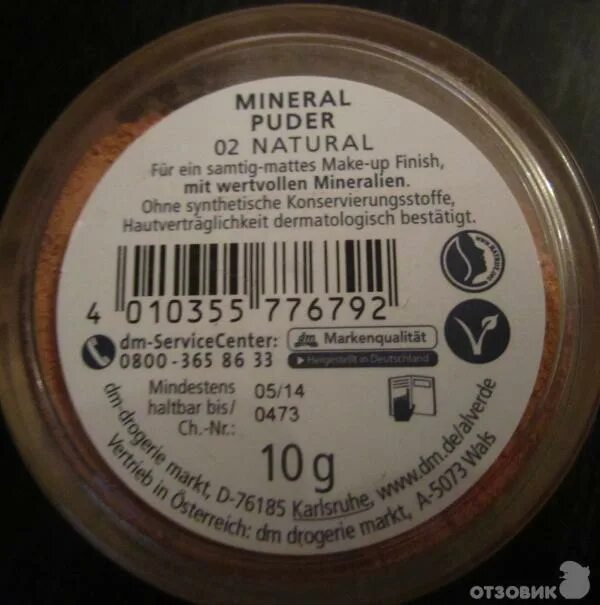 MINERAL
PUDER
02 NATURAL
Für ein samtig-mattes Make-up Finish,
mit wertvollen Mineralien.
Ohne synthetische Konservierungsstoffe,
Hautverträglichkeit dermatologisch bestätigt.
4 010355 776792
dm-ServiceCenter:
0800-365 86 33
dm Markenqualität
Hergestellt in Deutschland
Mindestens
haltbar bis/
Ch.-Nr.:
05/14
0473
10 g
dm-drogerie markt, D-76185 Karlsruhe, www.dm.de/alverde
Vertrieb in Österreich: dm drogerie markt, A-5073 Wals
ОТЗОВИК